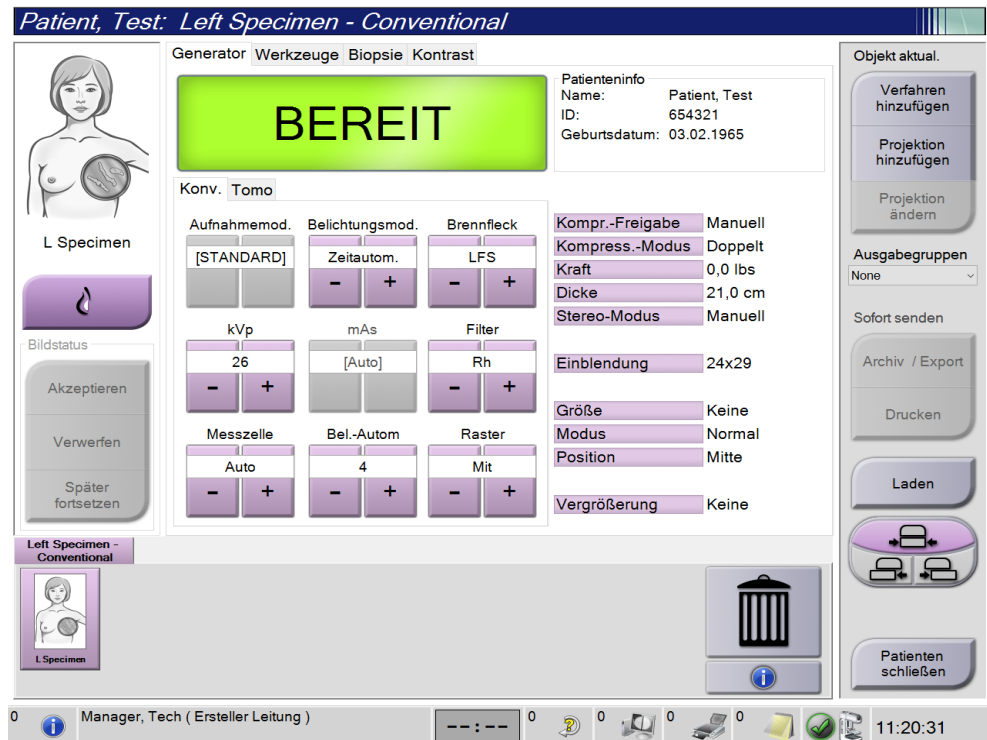 Patient, Test: Left Specimen - Conventional
Generator Werkzeuge Biopsie Kontrast
BEREIT
Patienteninfo
Name: Patient, Test
ID: 654321
Geburtsdatum: 03.02.1965
Konv. Tomo
Aufnahmemod. Belichtungsmod. Brennfleck
[STANDARD] Zeitautom. LFS
- + - +
kVp mAs Filter
26 [Auto] Rh
- + - +
Messzelle Bel.-Autom Raster
Auto 4 Mit
- + - + - +
Kompr.-Freigabe Manuell
Kompress.-Modus Doppelt
Kraft 0,0 lbs
Dicke 21,0 cm
Stereo-Modus Manuell
Einblendung 24x29
Größe Keine
Modus Normal
Position Mitte
Vergrößerung Keine
L Specimen
Bildstatus
Akzeptieren
Verwerfen
Später
fortsetzen
Objekt aktual.
Verfahren
hinzufügen
Projektion
hinzufügen
Projektion
ändern
Ausgabegruppen
None
Sofort senden
Archiv / Export
Drucken
Laden
Patienten
schließen
Left Specimen -
Conventional
L Specimen
0 Manager, Tech ( Ersteller Leitung ) --:-- 0 0 0 0 11:20:31